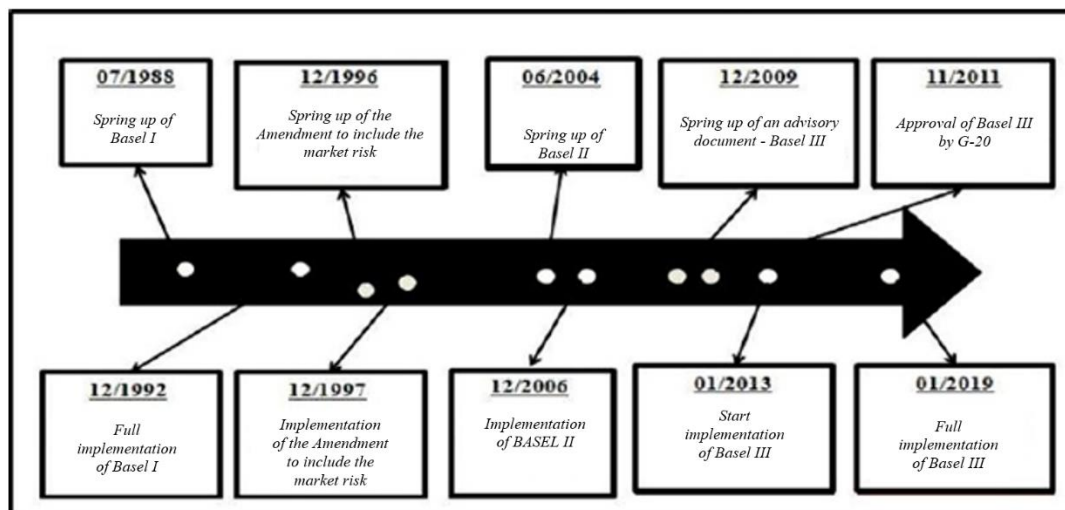 07/1988
Spring up of
Basel I
12/1996
Spring up of the
Amendment to include the
market risk
06/2004
Spring up of
Basel II
12/2009
Spring up of an advisory
document - Basel III
11/2011
Approval of Basel III
by G-20
12/1992
Full
implementation
of Basel I
12/1997
Implementation
of the Amendment
to include the
market risk
12/2006
Implementation
of BASEL II
01/2013
Start
implementation
of Basel III
01/2019
Full
implementation
of Basel III